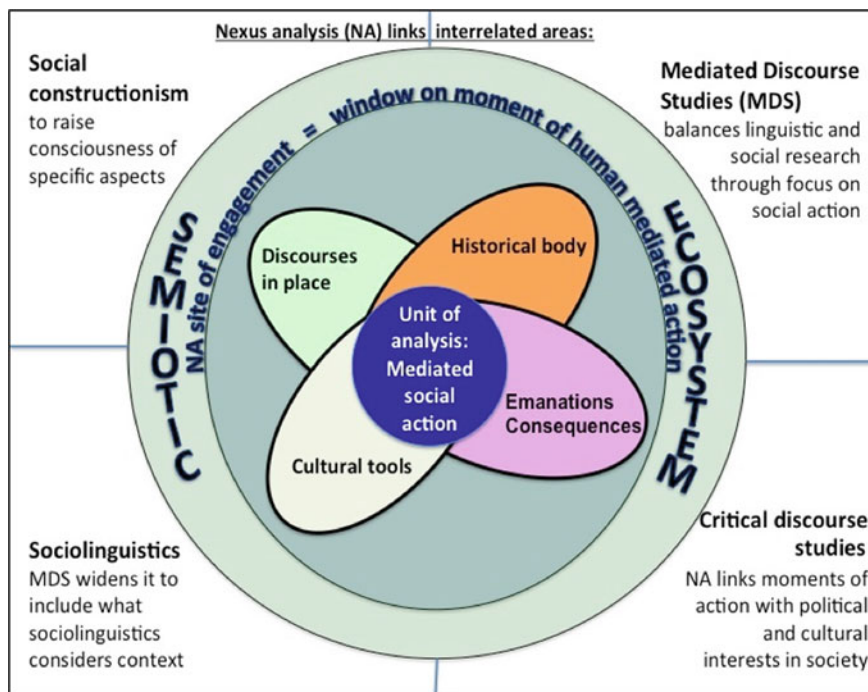 Nexus analysis (NA) links interrelated areas:
Social
constructionism
to raise
consciousness of
specific aspects
Mediated Discourse
Studies (MDS)
balances linguistic and
social research
through focus on
social action
SEMIOTIC
ECOSYSTEM
NA site of engagement = window on moment of human mediated action
Discourses
in place
Historical body
Unit of
analysis:
Mediated
social
action
Emanations
Consequences
Cultural tools
Sociolinguistics
MDS widens it to
include what
sociolinguistics
considers context
Critical discourse
studies
NA links moments of
action with political
and cultural
interests in society